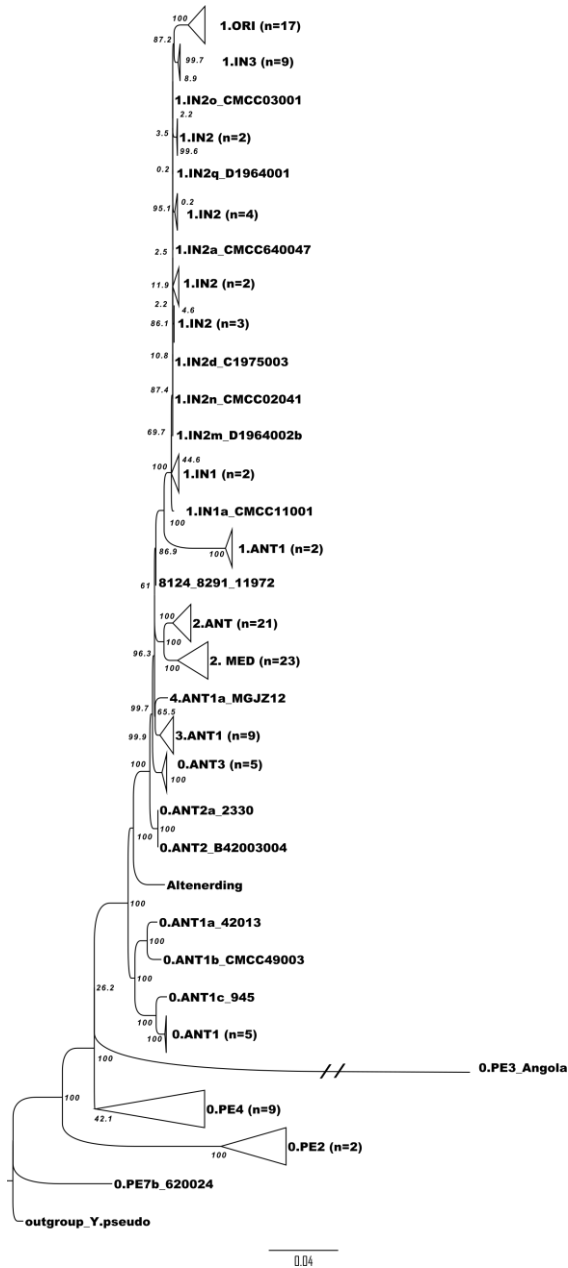 100
1.ORI (n=17)
87.2
99.7
1.IN3 (n=9)
8.9
1.IN2o_CMCC03001
2.2
3.5
1.IN2 (n=2)
99.6
0.2
1.IN2q_D1964001
0.2
95.1
1.IN2 (n=4)
2.5
1.IN2a_CMCC640047
11.9
1.IN2 (n=2)
2.2
4.6
86.1
1.IN2 (n=3)
10.8
1.IN2d_C1975003
87.4
1.IN2n_CMCC02041
69.7
1.IN2m_D1964002b
44.6
100
1.IN1 (n=2)
1.IN1a_CMCC11001
100
86.9
100
1.ANT1 (n=2)
61
8124_8291_11972
100
2.ANT (n=21)
100
96.3
100
2. MED (n=23)
4.ANT1a_MGJZ12
99.7
65.5
99.9
3.ANT1 (n=9)
100
0.ANT3 (n=5)
100
0.ANT2a_2330
100
0.ANT2_B42003004
100
Altenerding
100
0.ANT1a_42013
100
0.ANT1b_CMCC49003
100
26.2
0.ANT1c_945
100
100
0.ANT1 (n=5)
100
0.PE3_Angola
100
42.1
0.PE4 (n=9)
100
0.PE2 (n=2)
0.PE7b_620024
outgroup_Y.pseudo
0.04